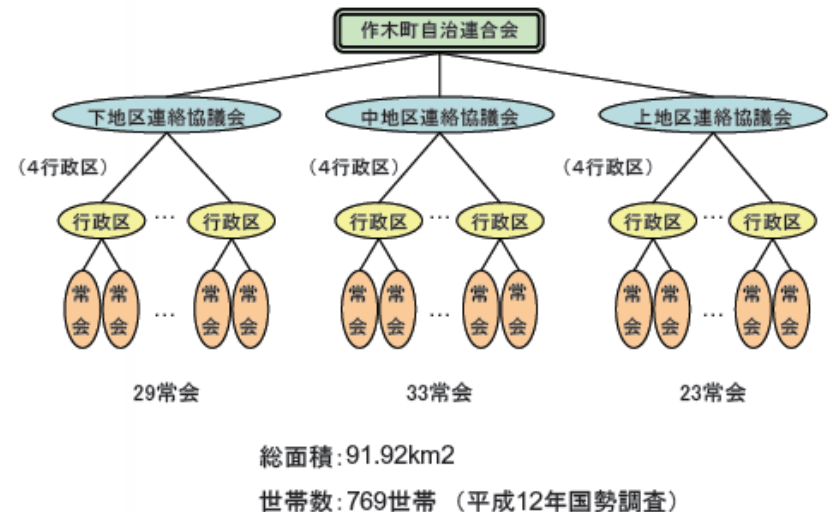 作木町自治連合会
下地区連絡協議会 中地区連絡協議会 上地区連絡協議会
（4行政区） （4行政区） （4行政区）
行政区 … 行政区 行政区 … 行政区 行政区 … 行政区
常会 常会 … 常会 常会 常会 常会 … 常会 常会 常会 常会 … 常会 常会
29常会 33常会 23常会
総面積：91.92km2
世帯数：769世帯 （平成12年国勢調査）